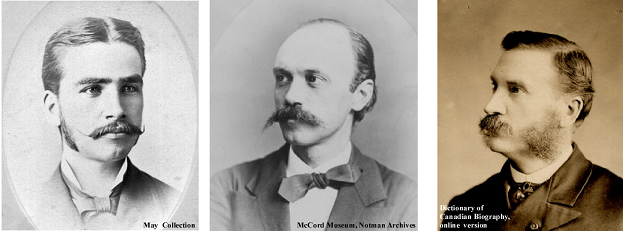 May Collection
McCord Museum, Notman Archives
Dictionary of
Canadian Biography,
online version